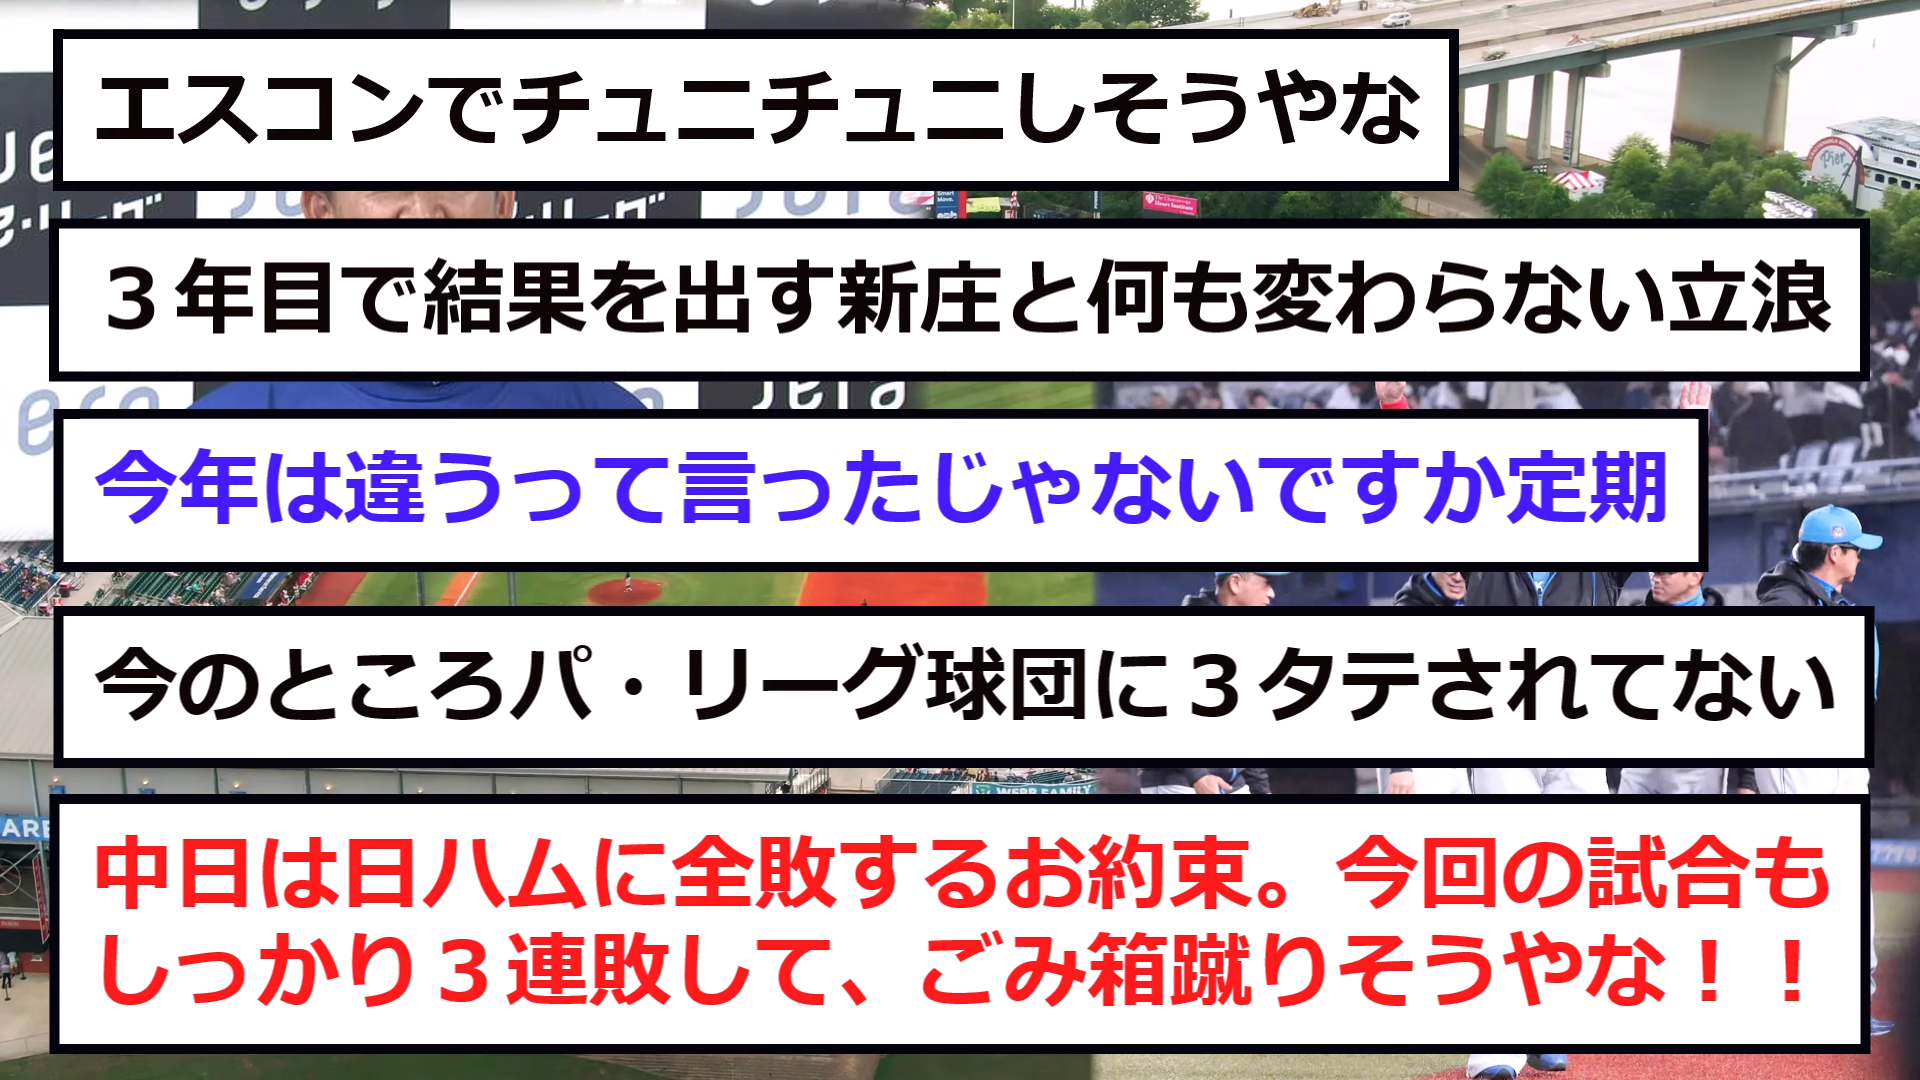 エスコンでチュニチュニしそうやな
３年目で結果を出す新庄と何も変わらない立浪
今年は違うって言ったじゃないですか定期
今のところパ・リーグ球団に３タテされてない
中日は日ハムに全敗するお約束。今回の試合も
しっかり３連敗して、ごみ箱蹴りそうやな！！
Pier 2